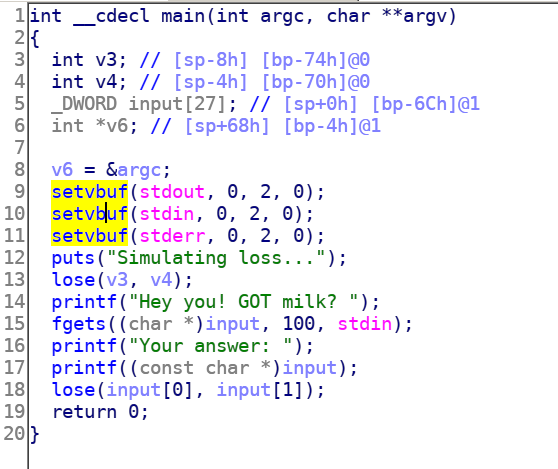 1 int __cdecl main(int argc, char **argv)
2 {
3   int v3; // [sp-8h] [bp-74h]@0
4   int v4; // [sp-4h] [bp-70h]@0
5   _DWORD input[27]; // [sp+0h] [bp-6Ch]@1
6   int *v6; // [sp+68h] [bp-4h]@1
7
8   v6 = &argc;
9   setvbuf(stdout, 0, 2, 0);
10   setvbuf(stdin, 0, 2, 0);
11   setvbuf(stderr, 0, 2, 0);
12   puts("Simulating loss...");
13   lose(v3, v4);
14   printf("Hey you! GOT milk? ");
15   fgets((char *)input, 100, stdin);
16   printf("Your answer: ");
17   printf((const char *)input);
18   lose(input[0], input[1]);
19   return 0;
20 }